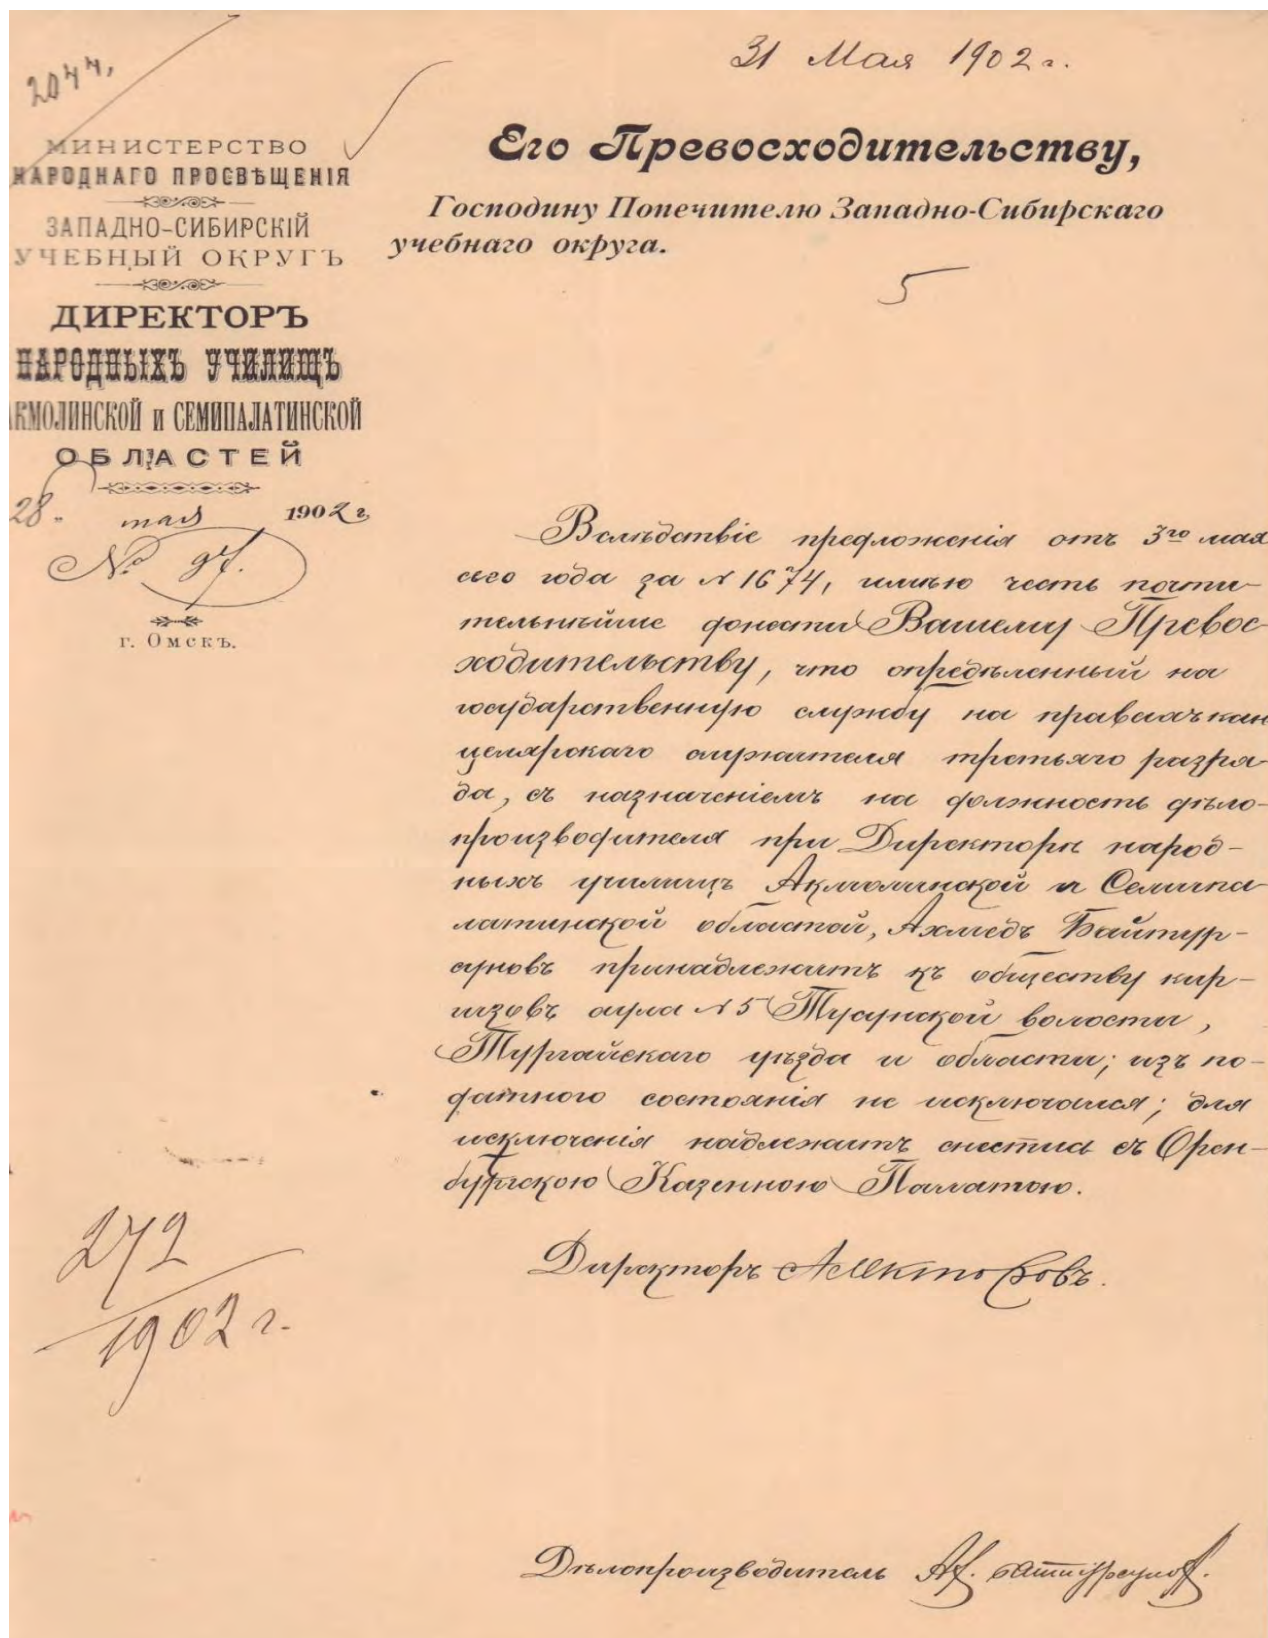 2044,
31 Мая 1902 г.
МИНИСТЕРСТВО
НАРОДНАГО ПРОСВѢЩЕНІЯ
ЗАПАДНО-СИБИРСКІЙ
УЧЕБНЫЙ ОКРУГЪ
ДИРЕКТОРЪ
НАРОДНЫХЪ УЧИЛИЩЪ
АКМОЛИНСКОЙ и СЕМИПАЛАТИНСКОЙ
ОБЛАСТЕЙ
28 мая 1902 г.
№ 97.
г. Омскъ.
Его Превосходительству,
Господину Попечителю Западно-Сибирскаго
учебнаго округа.
5
Вслѣдствіе предложенія отъ 3го мая
сего года за № 1674, имѣю честь почти-
тельнѣйше донести Вашему Превос-
ходительству, что опредѣленный на
государственную службу на правахъ кан
целярскаго служителя третьяго разря-
да, съ назначеніемъ на должность дѣло-
производителя при Директорѣ народ-
ныхъ училищъ Акмолинской и Семипа-
латинской областей, Ахмедъ Байтур-
суновъ принадлежитъ къ обществу кир-
гизовъ аула № 5 Тусунской волости,
Тургайскаго уѣзда и области; изъ по-
датного состоянія не исключался; для
исключенія надлежитъ снестись съ Орен-
бургскою Казенною Палатою.
Директоръ А Алекторовъ.
272
1902 г.
Дѣлопроизводитель Ах. Байтурсуновъ.